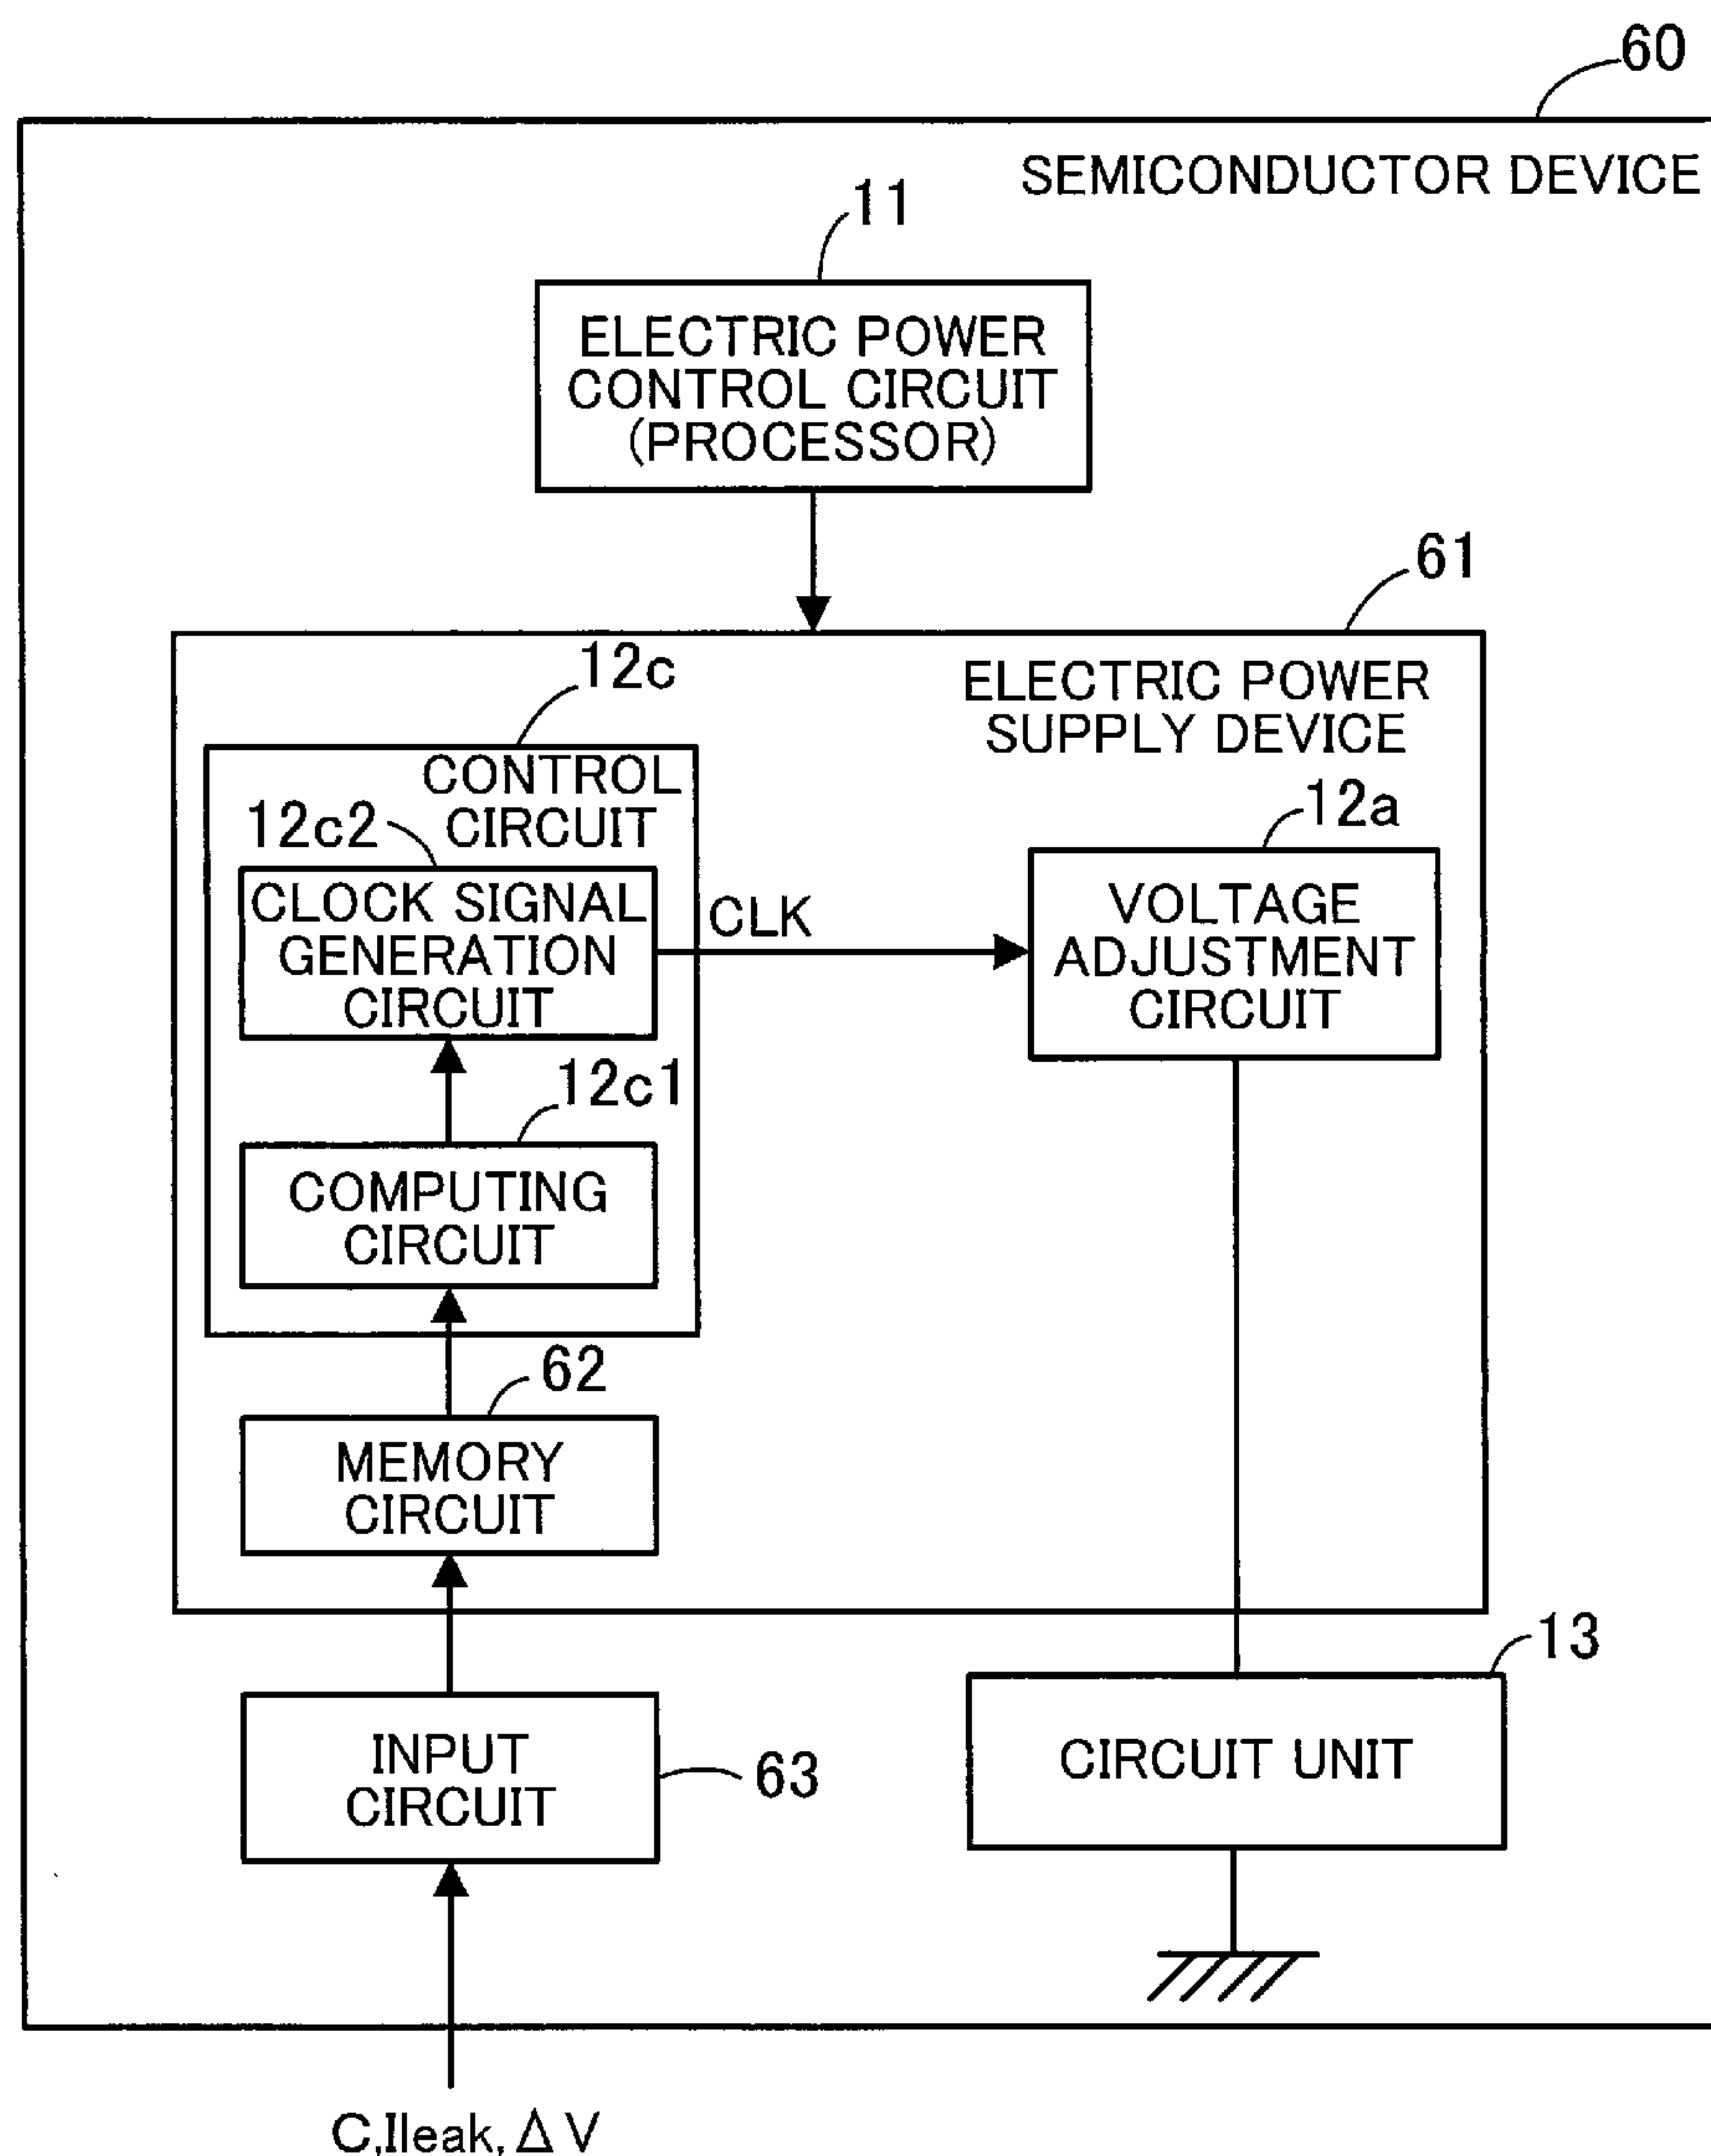 60
SEMICONDUCTOR DEVICE
11
ELECTRIC POWER
CONTROL CIRCUIT
(PROCESSOR)
61
ELECTRIC POWER
SUPPLY DEVICE
12c
CONTROL
CIRCUIT
12c2
CLOCK SIGNAL
GENERATION
CIRCUIT
CLK
12a
VOLTAGE
ADJUSTMENT
CIRCUIT
12c1
COMPUTING
CIRCUIT
62
MEMORY
CIRCUIT
INPUT
CIRCUIT
63
13
CIRCUIT UNIT
C,Ileak,ΔV